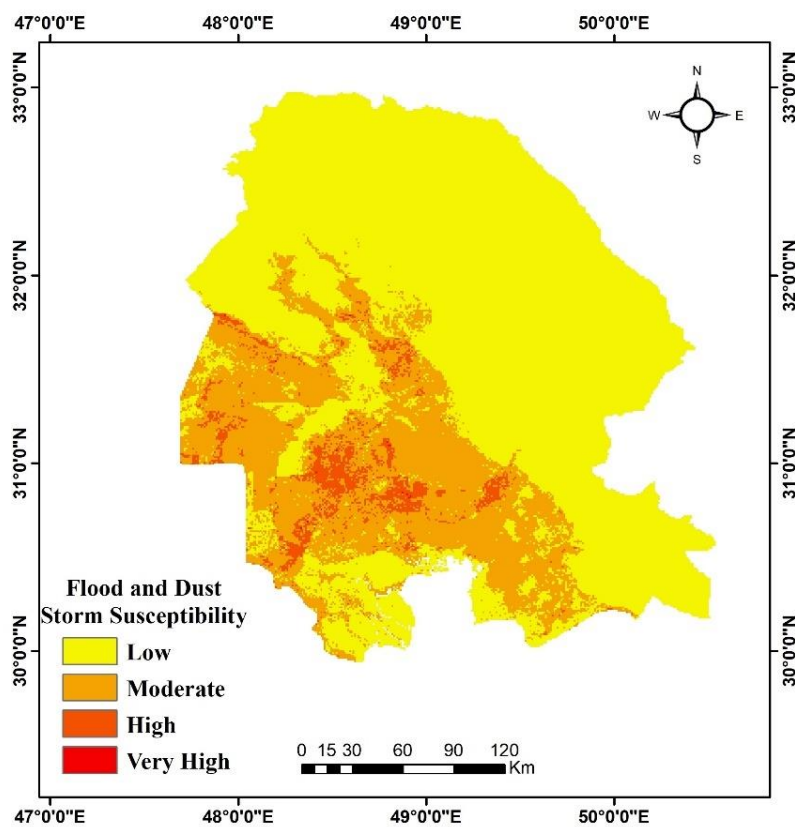 47°0'0"E 48°0'0"E 49°0'0"E 50°0'0"E
33°0'0"N 33°0'0"N
N
W E
S
32°0'0"N 32°0'0"N
31°0'0"N 31°0'0"N
Flood and Dust
Storm Susceptibility
Low
Moderate
High
Very High
30°0'0"N 30°0'0"N
0 15 30 60 90 120
Km
47°0'0"E 48°0'0"E 49°0'0"E 50°0'0"E